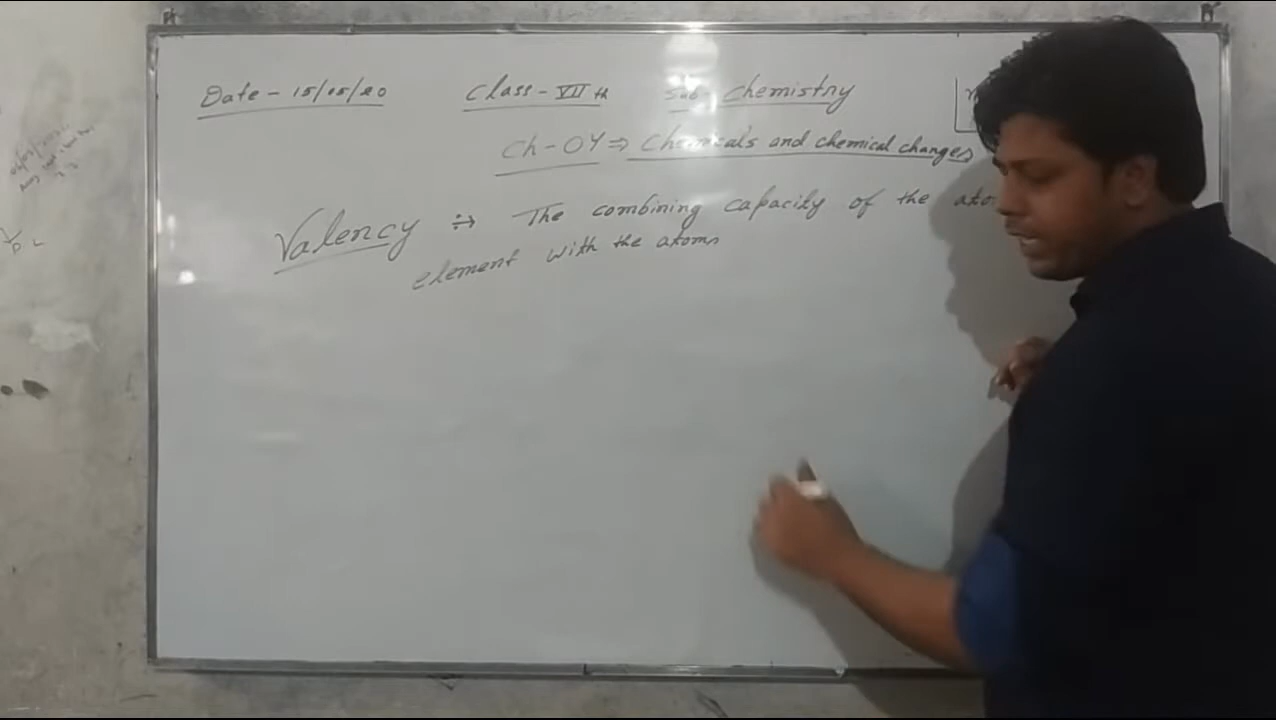 Date - 15/05/20 Class - VII th Sub - Chemistry
Ch-04 ⇒ Chemicals and chemical changes
Valency ÷→ The combining capacity of the
element with the atoms